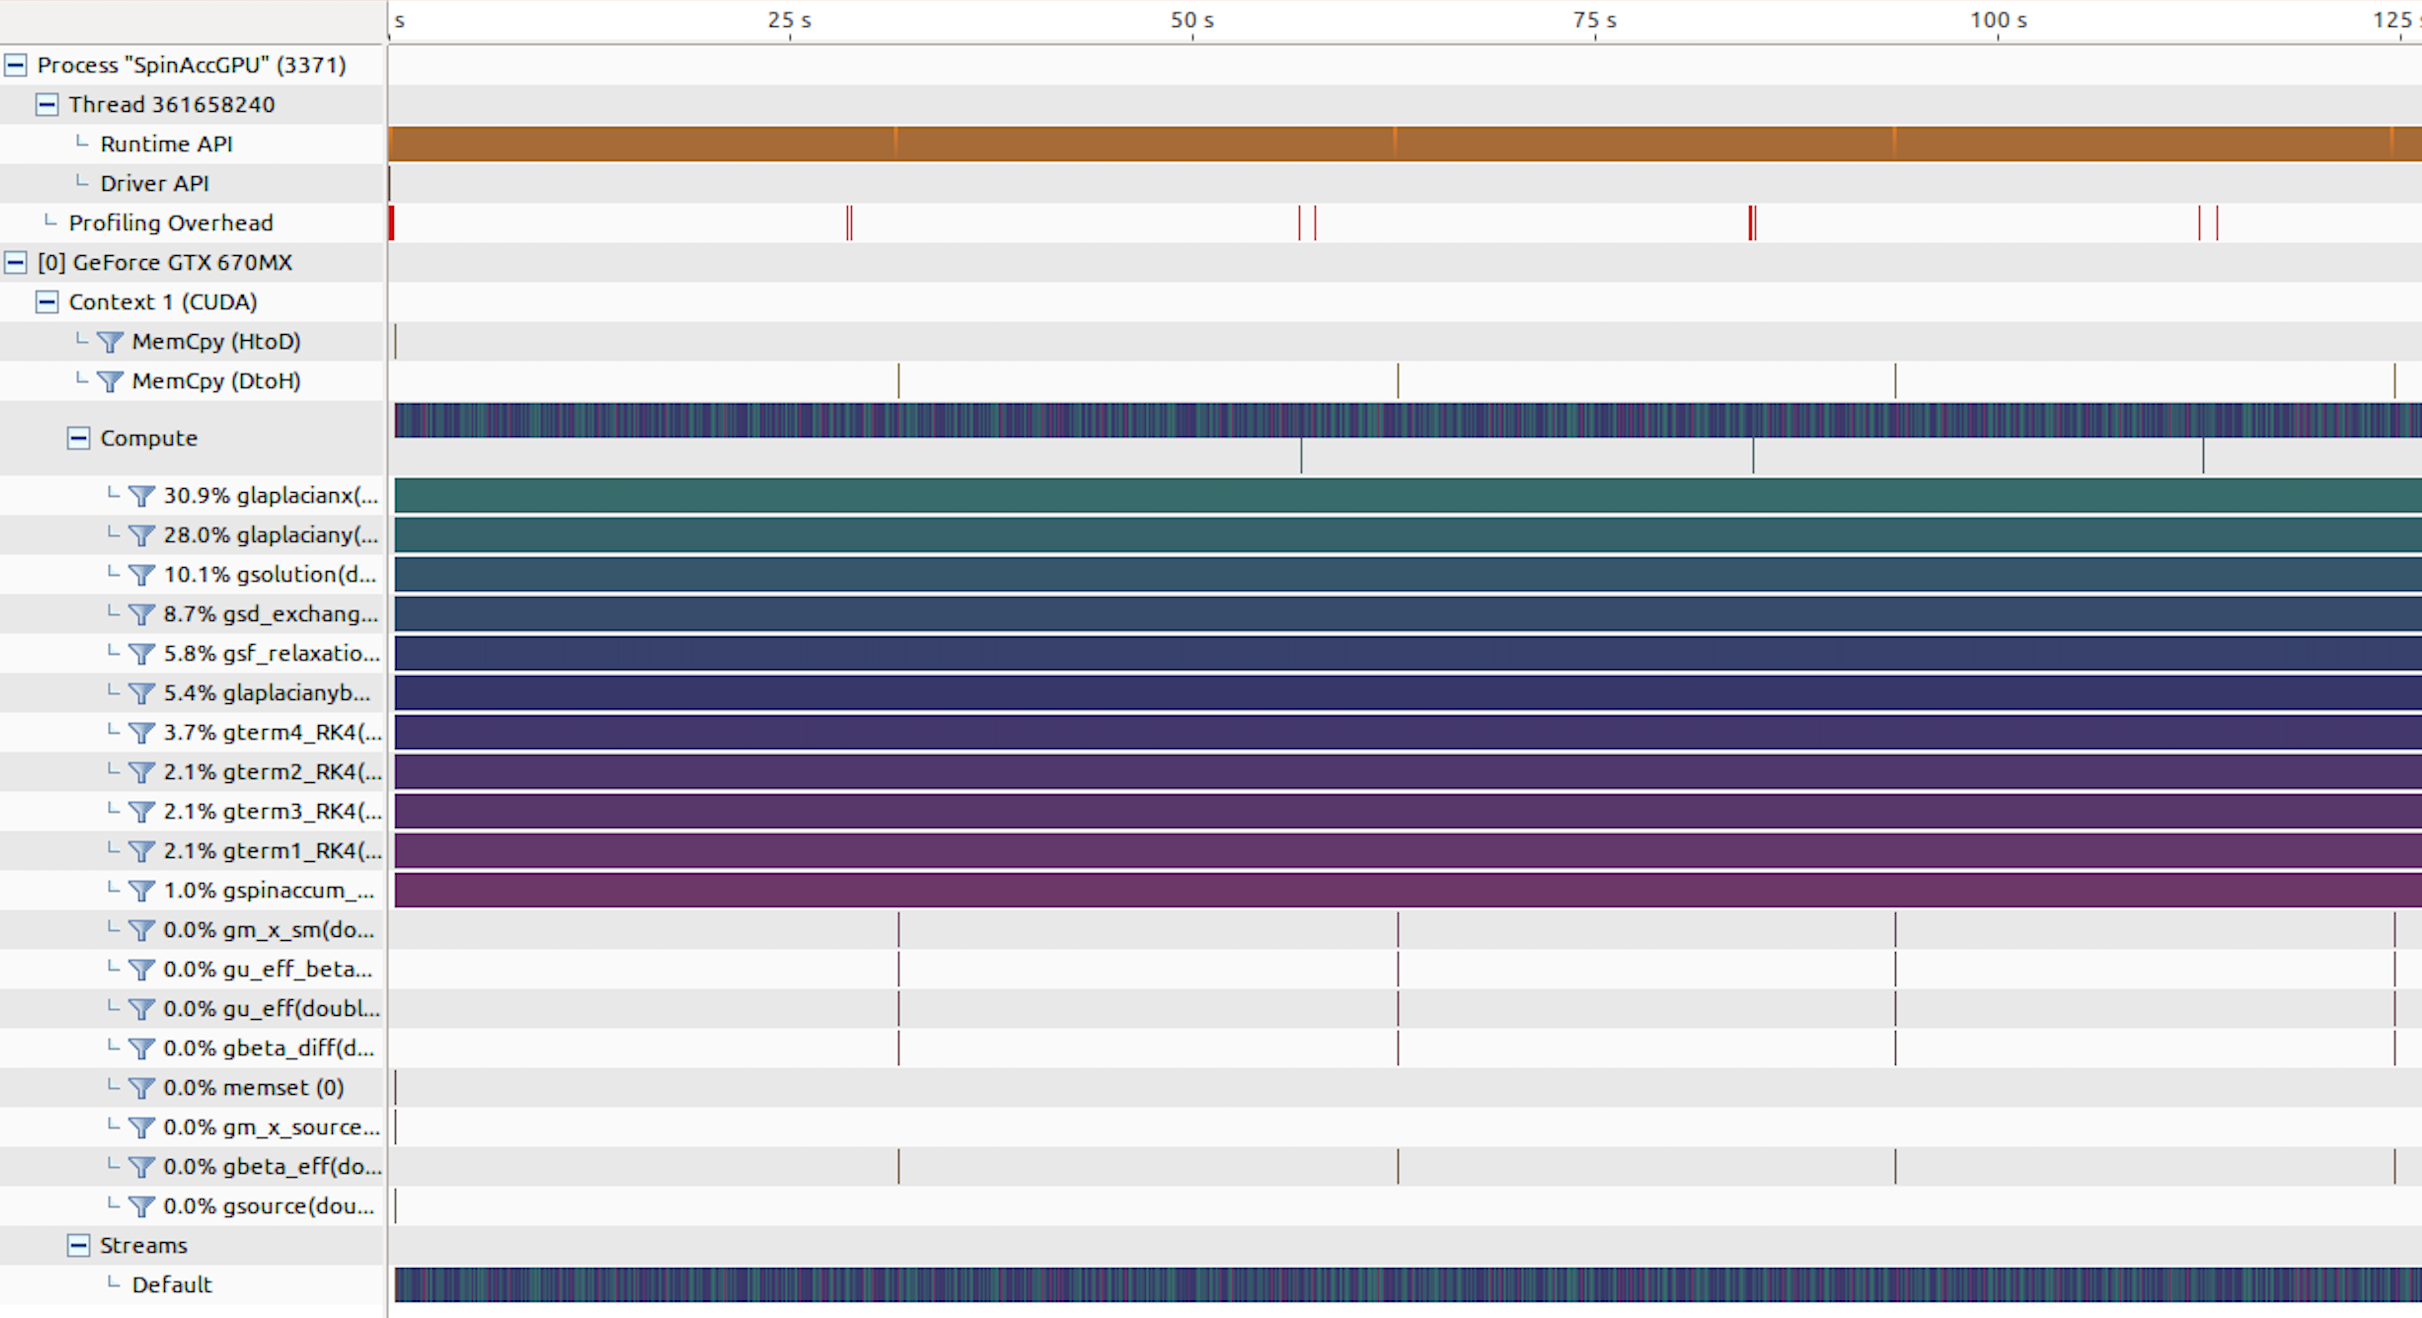 s 25 s 50 s 75 s 100 s 125 s
Process "SpinAccGPU" (3371)
Thread 361658240
Runtime API
Driver API
Profiling Overhead
[0] GeForce GTX 670MX
Context 1 (CUDA)
MemCpy (HtoD)
MemCpy (DtoH)
Compute
30.9% glaplacianx(...
28.0% glaplaciany(...
10.1% gsolution(d...
8.7% gsd_exchang...
5.8% gsf_relaxatio...
5.4% glaplacianyb...
3.7% gterm4_RK4(...
2.1% gterm2_RK4(...
2.1% gterm3_RK4(...
2.1% gterm1_RK4(...
1.0% gspinaccum_...
0.0% gm_x_sm(do...
0.0% gu_eff_beta...
0.0% gu_eff(doubl...
0.0% gbeta_diff(d...
0.0% memset (0)
0.0% gm_x_source...
0.0% gbeta_eff(do...
0.0% gsource(dou...
Streams
Default